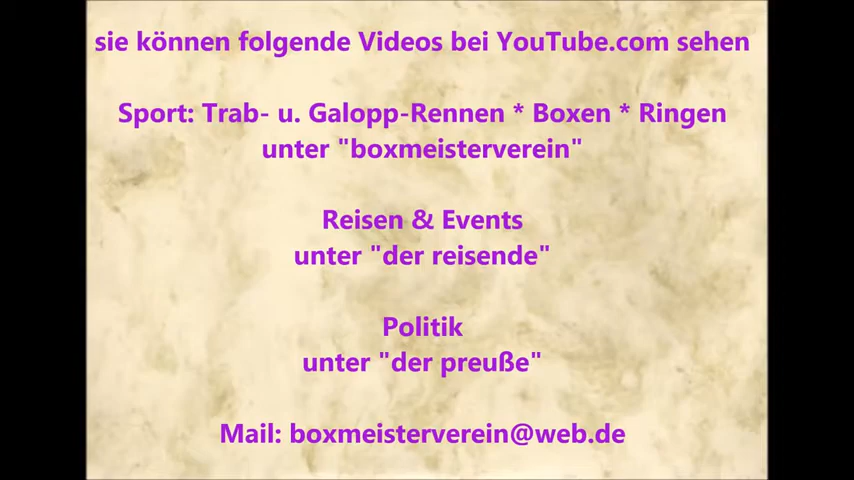 sie können folgende Videos bei YouTube.com sehen
Sport: Trab- u. Galopp-Rennen * Boxen * Ringen
unter "boxmeisterverein"
Reisen & Events
unter "der reisende"
Politik
unter "der preuße"
Mail: boxmeisterverein@web.de